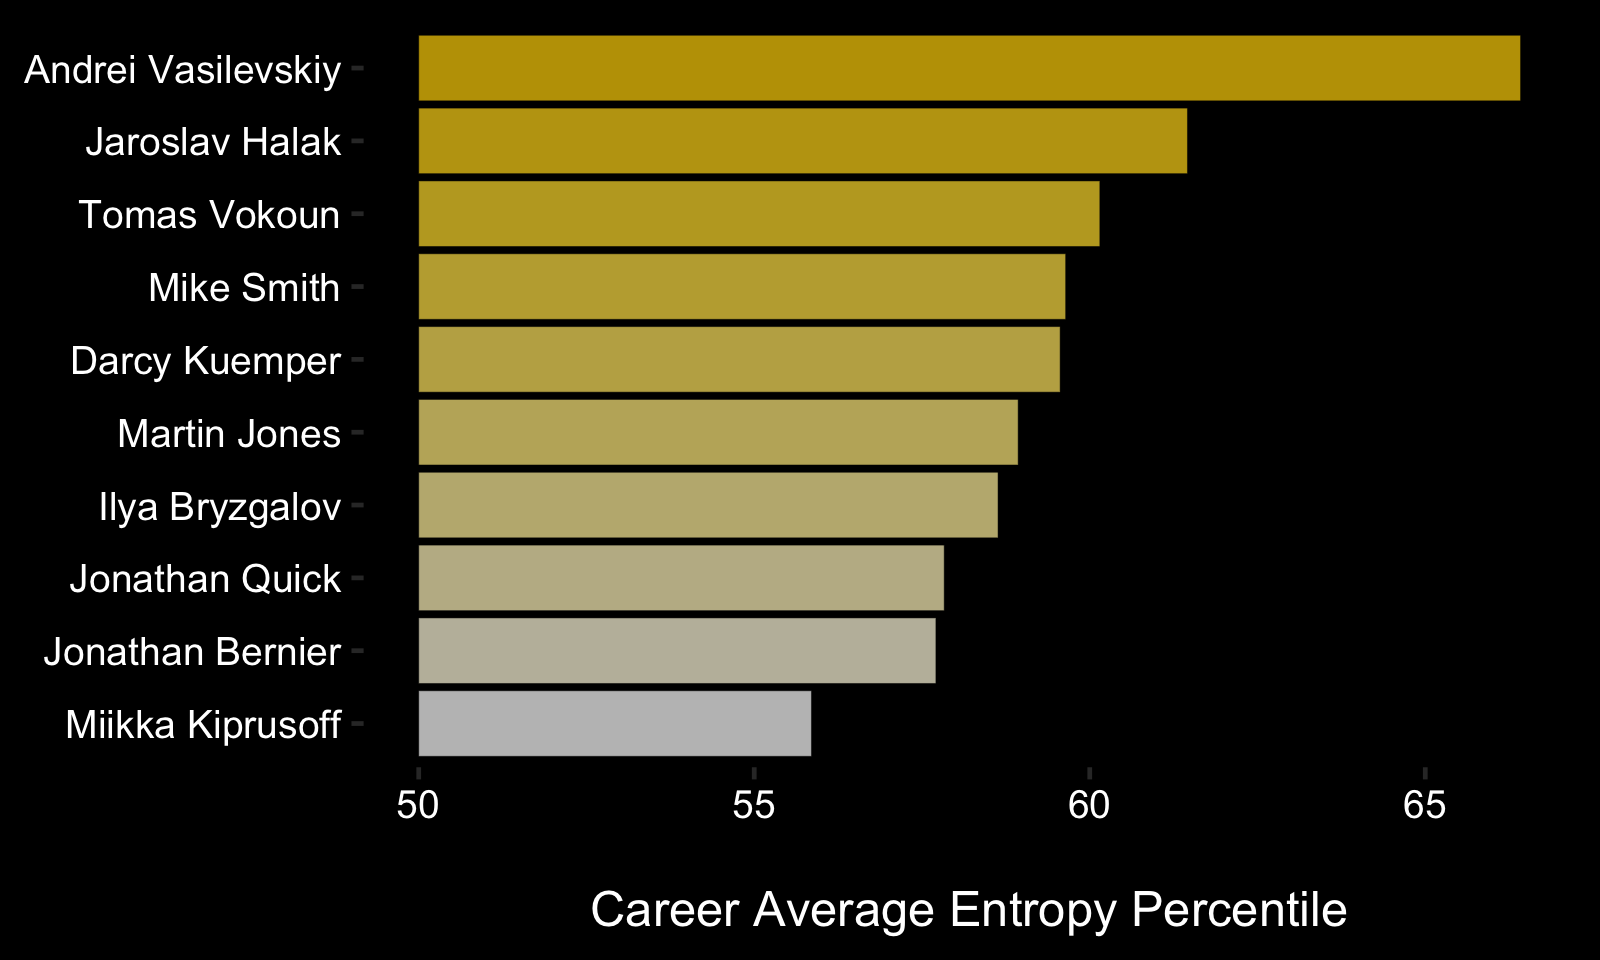 Andrei Vasilevskiy
Jaroslav Halak
Tomas Vokoun
Mike Smith
Darcy Kuemper
Martin Jones
Ilya Bryzgalov
Jonathan Quick
Jonathan Bernier
Miikka Kiprusoff
50 55 60 65
Career Average Entropy Percentile